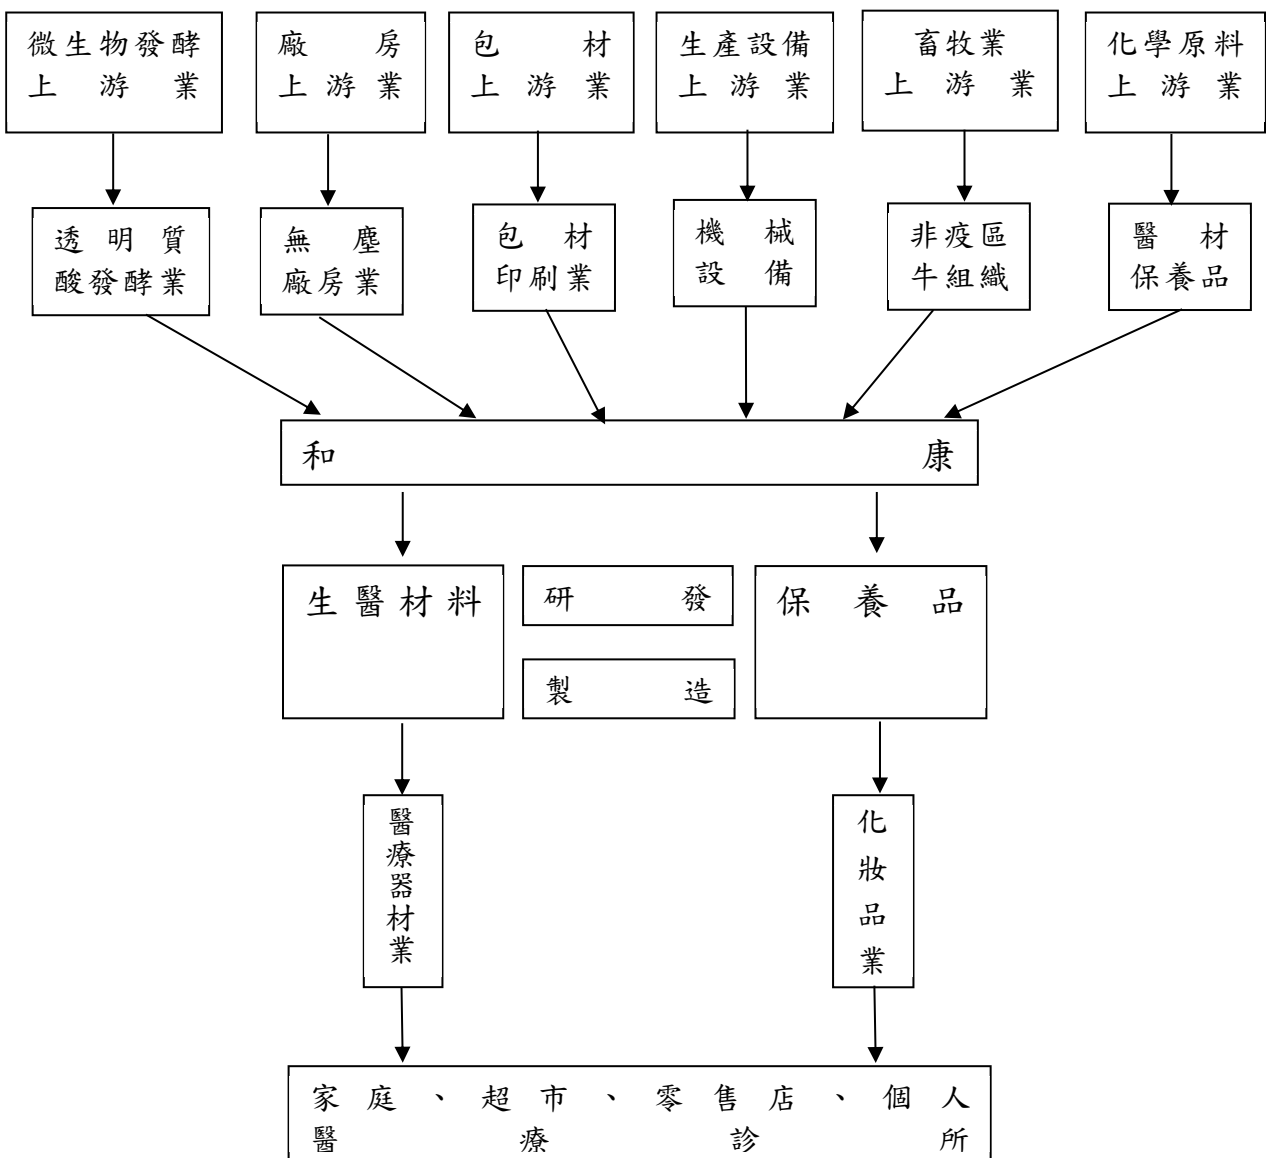 微生物發酵
上游業
廠房
上游業
包材
上游業
生產設備
上游業
畜牧業
上游業
化學原料
上游業
透明質
酸發酵業
無塵
廠房業
包材
印刷業
機械
設備
非疫區
牛組織
醫材
保養品
和康
生醫材料
研發
製造
保養品
醫療器材業
化妝品業
家庭、超市、零售店、個人
醫療診所